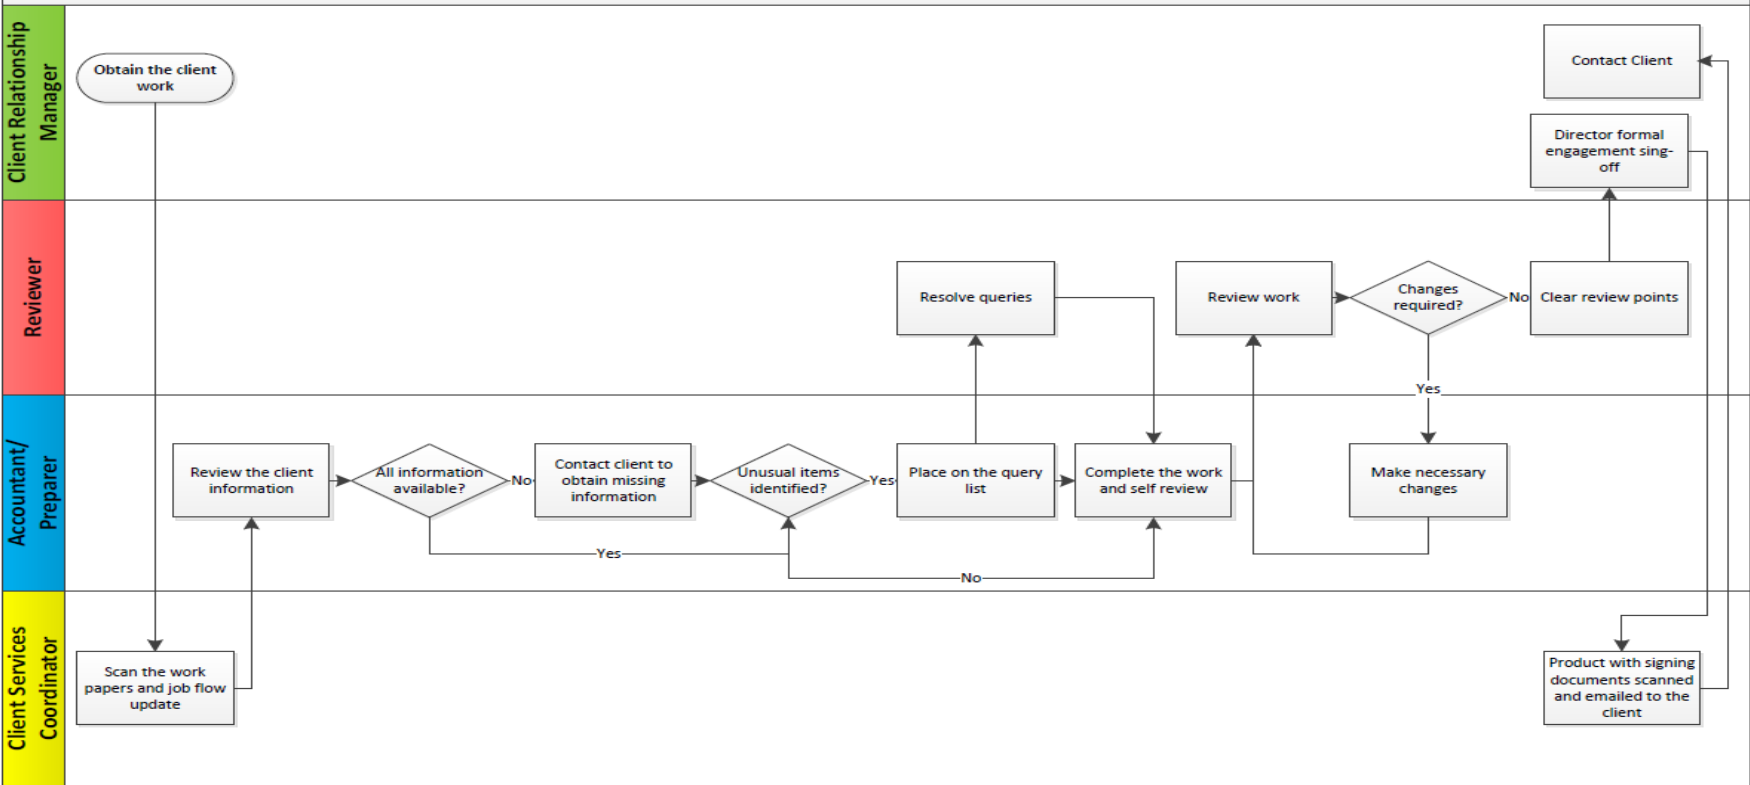 Client Relationship
Manager
Obtain the client
work
Contact Client
Director formal
engagement sing-
off
Reviewer
Resolve queries
Review work
Changes
required?
No
Clear review points
Yes
Accountant/
Preparer
Review the client
information
All information
available?
No
Contact client to
obtain missing
information
Unusual items
identified?
Yes
Place on the query
list
Complete the work
and self review
Make necessary
changes
Yes
No
Client Services
Coordinator
Scan the work
papers and job flow
update
Product with signing
documents scanned
and emailed to the
client